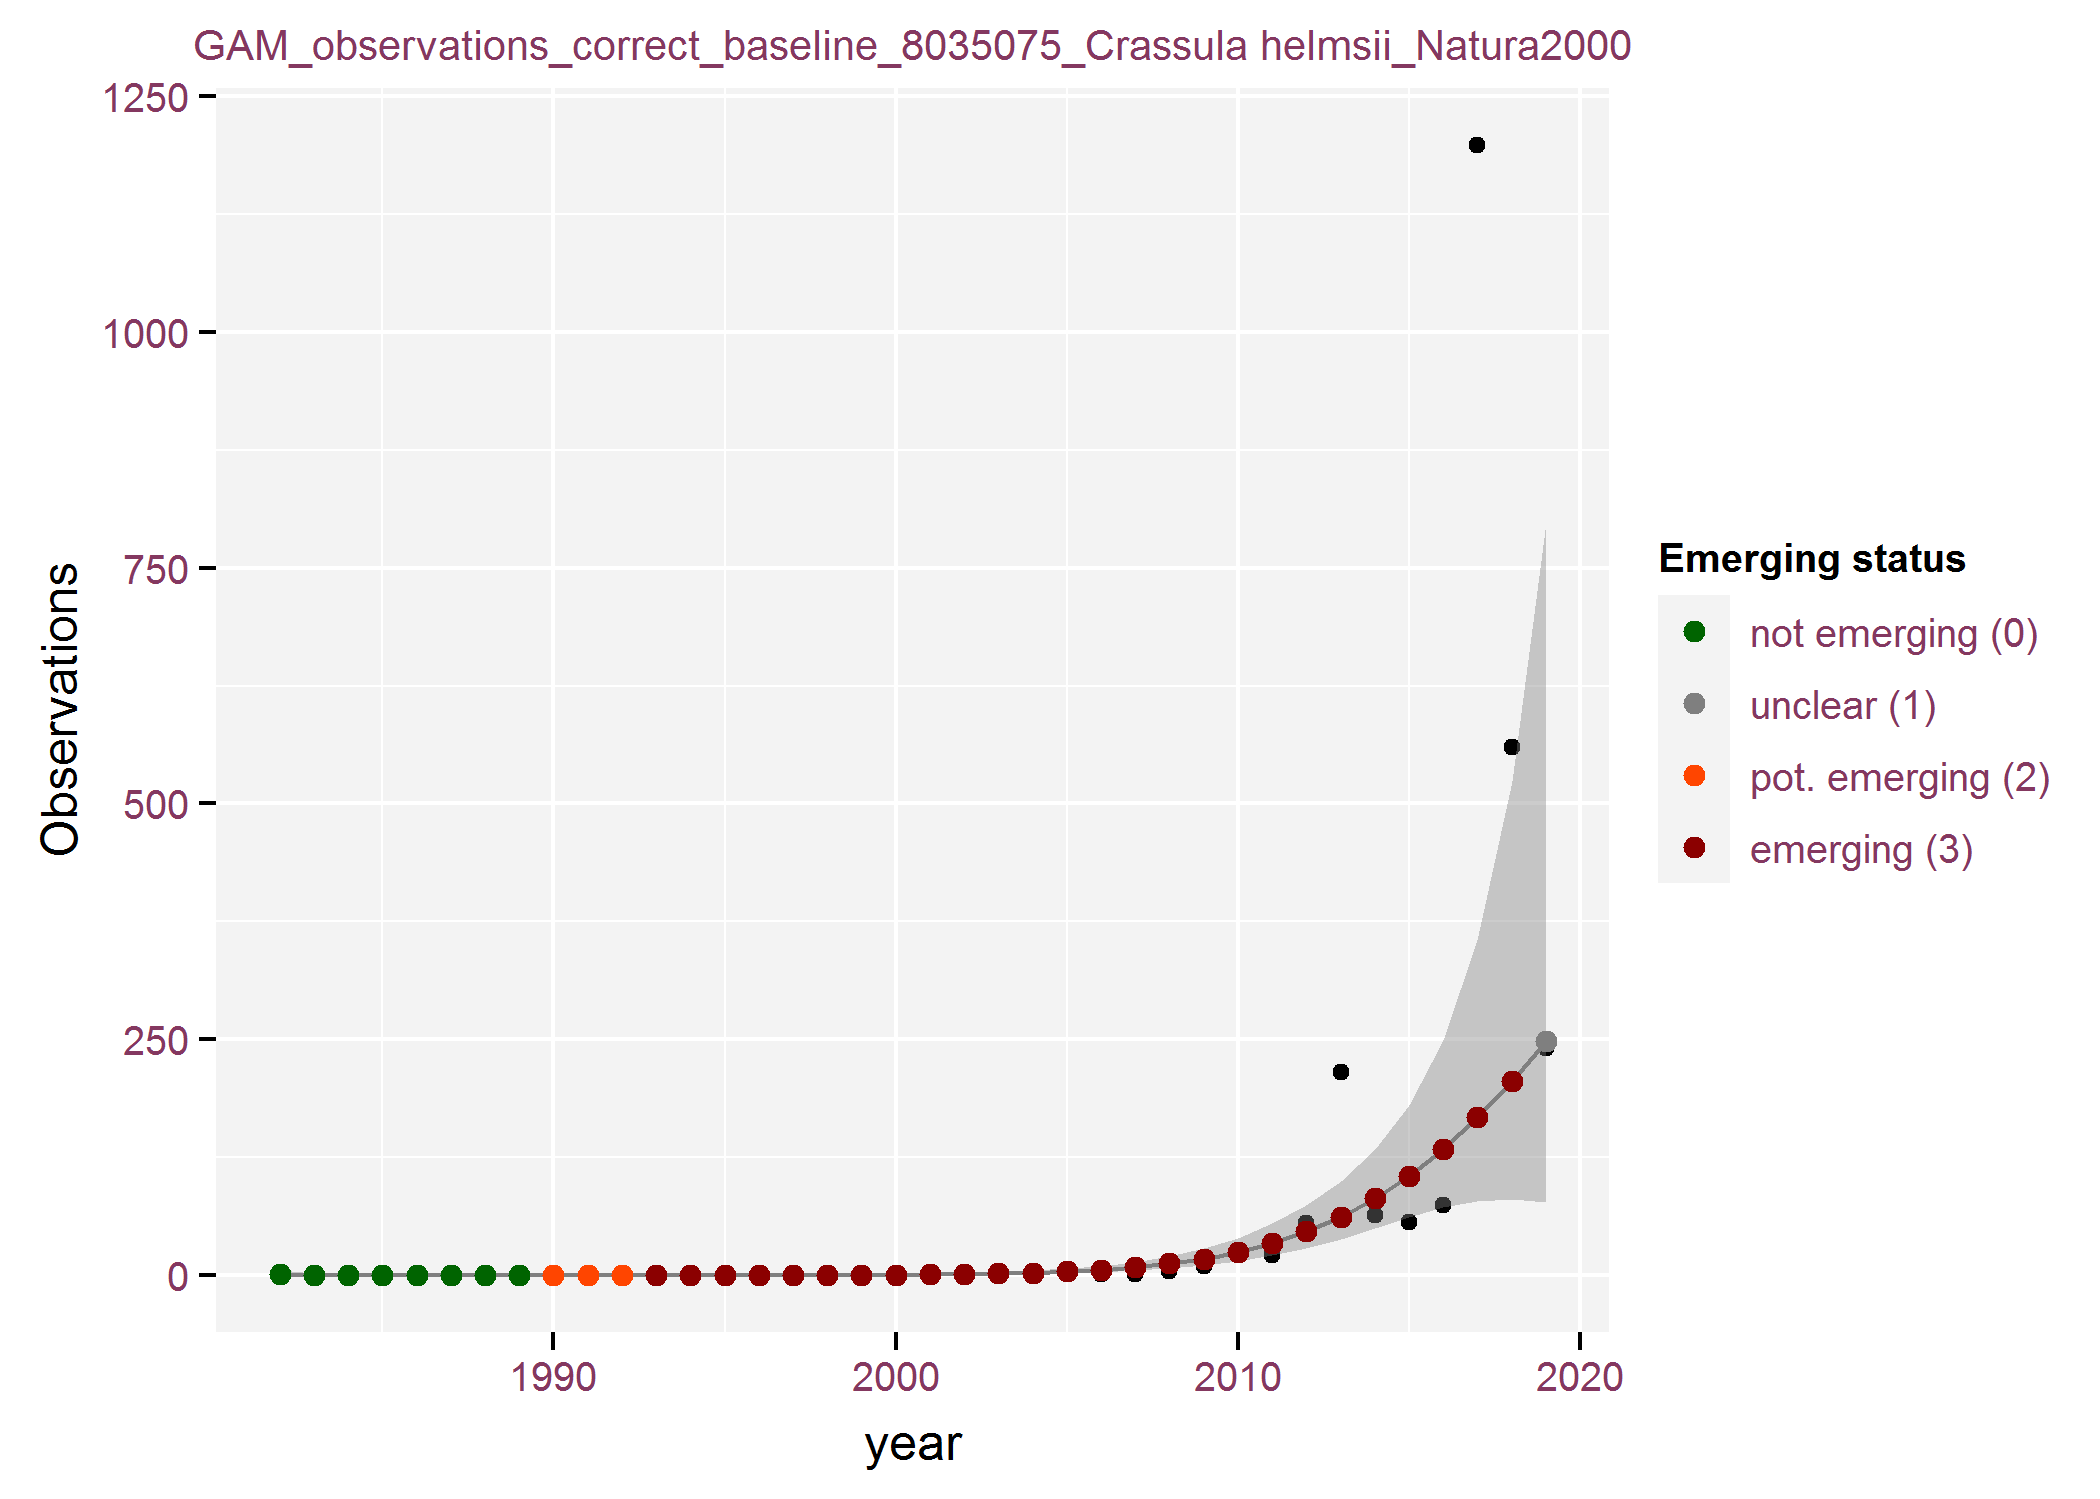 GAM_observations_correct_baseline_8035075_Crassula helmsii_Natura2000
1250
1000
750
500
250
0
Observations
1990
2000
2010
2020
year
Emerging status
not emerging (0)
unclear (1)
pot. emerging (2)
emerging (3)